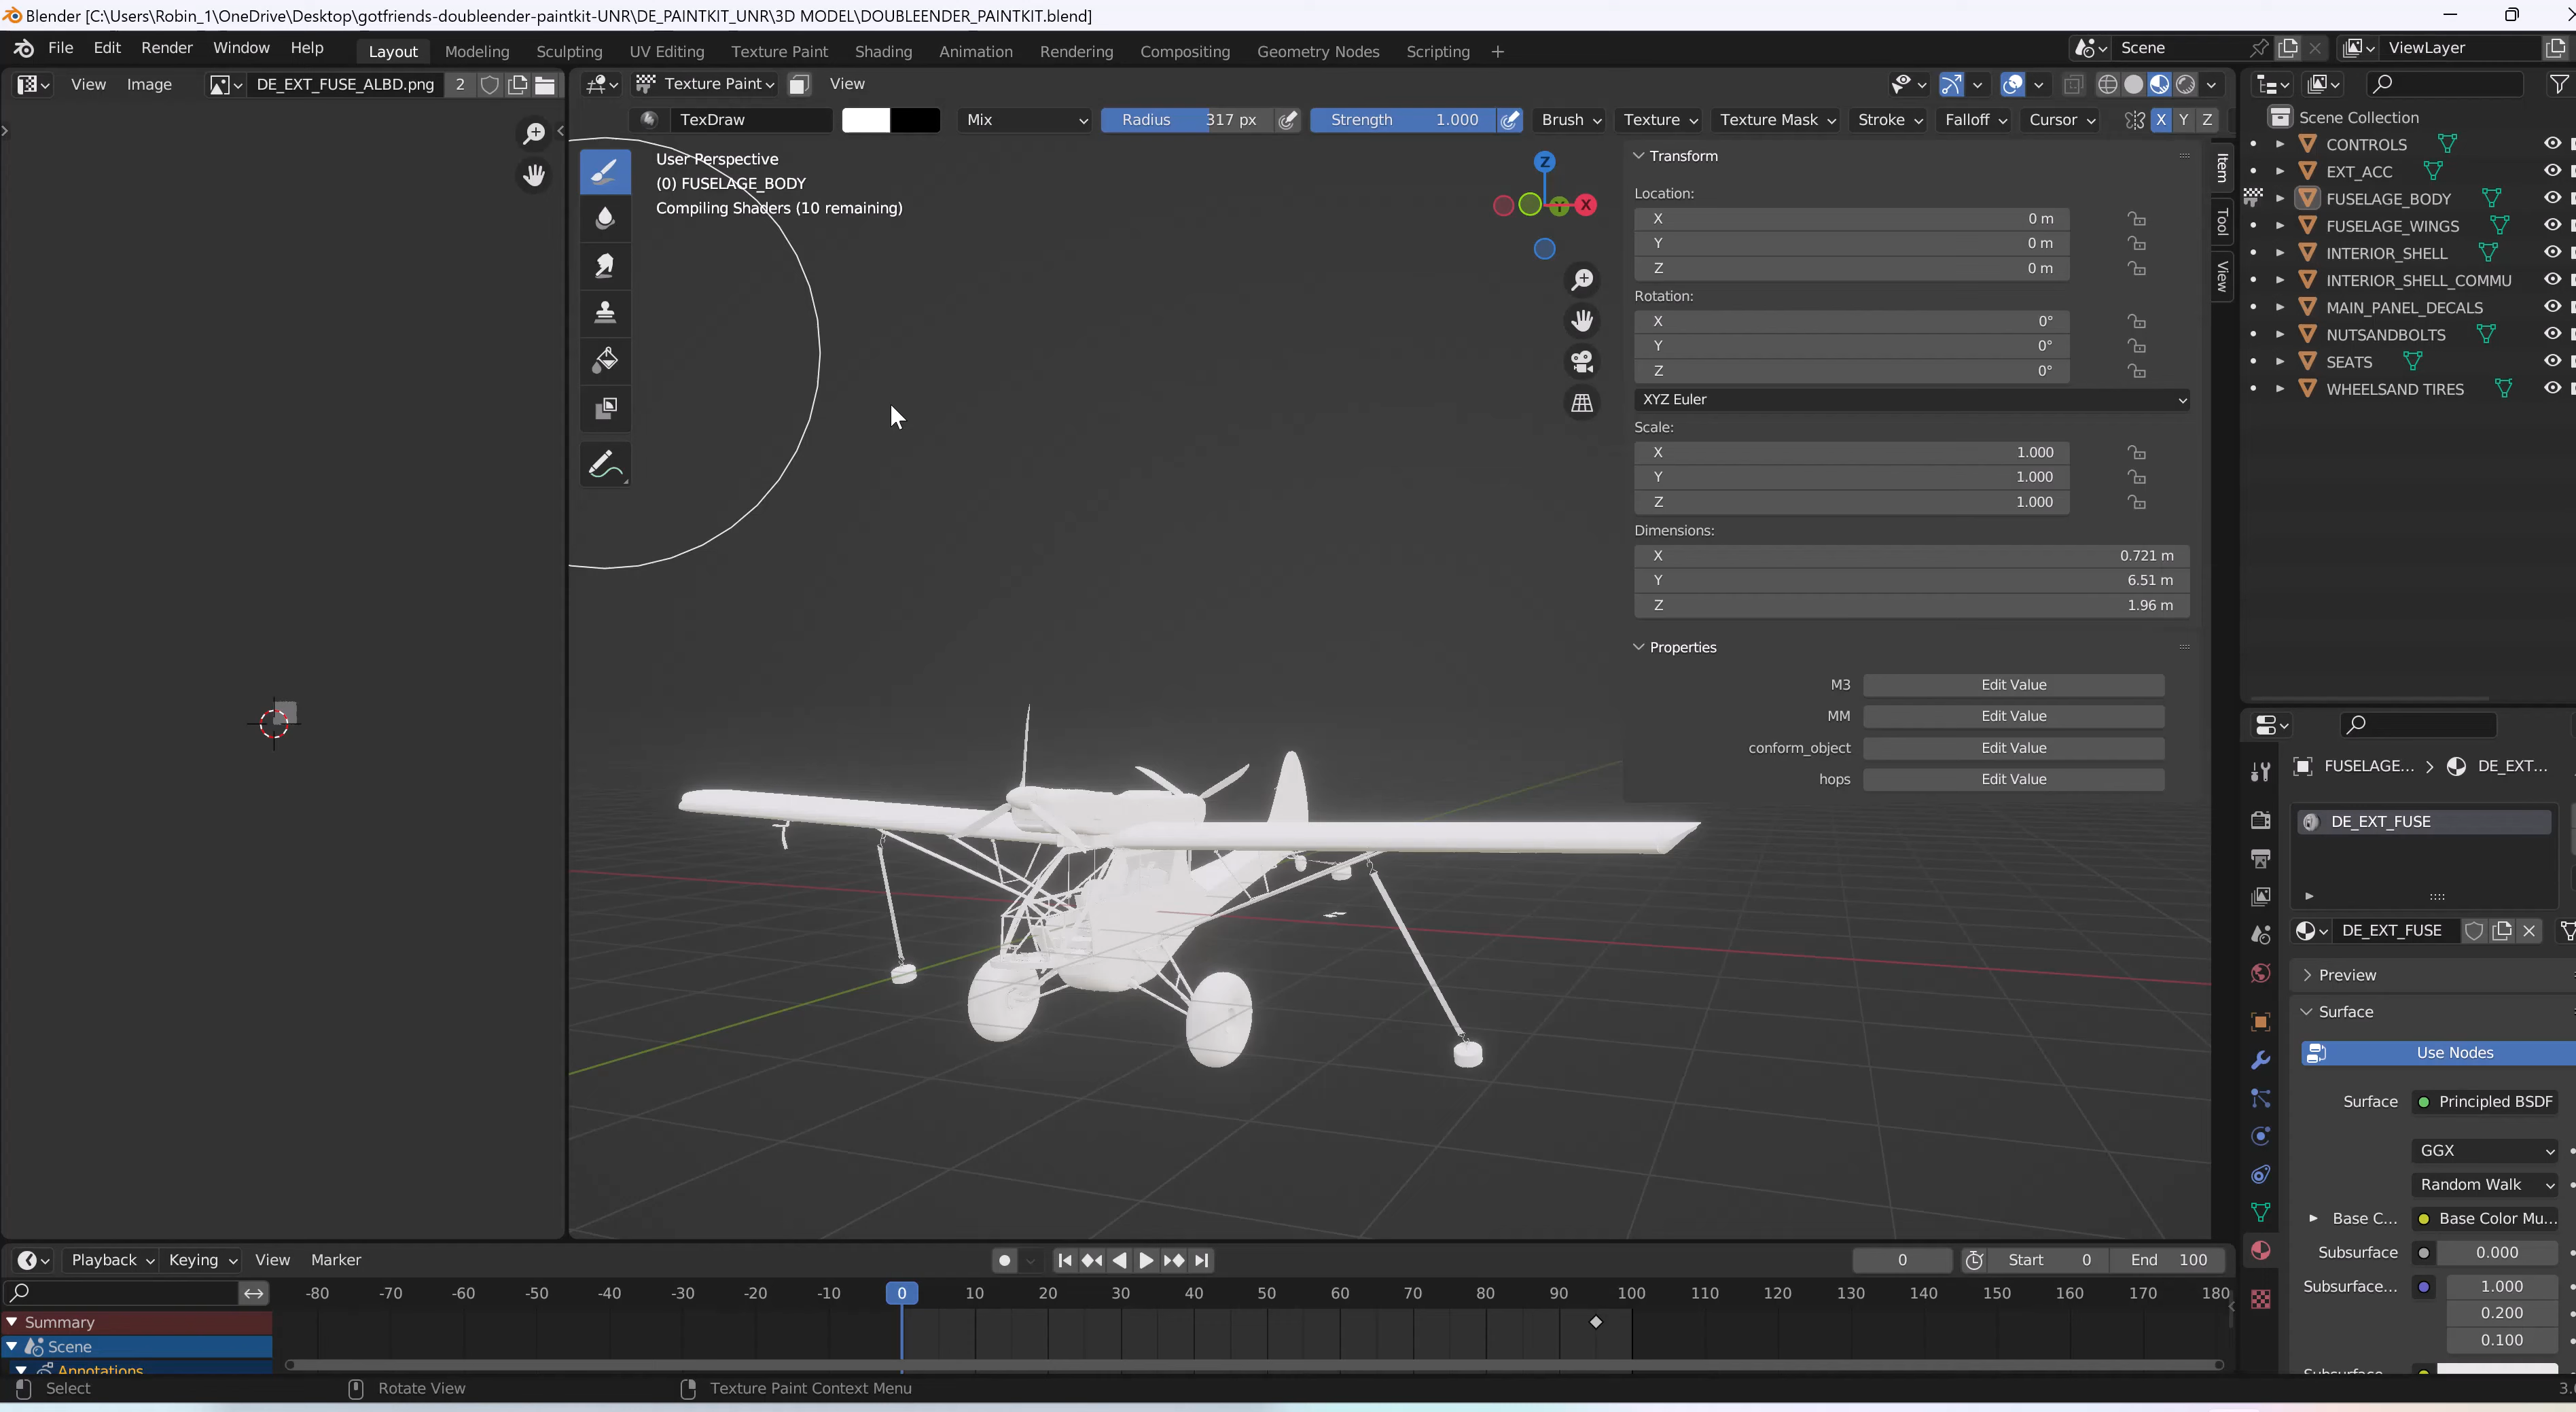 Blender [C:\Users\Robin_1\OneDrive\Desktop\gotfriends-doubleender-paintkit-UNR\DE_PAINTKIT_UNR\3D MODEL\DOUBLEENDER_PAINTKIT.blend]
File Edit Render Window Help Layout Modeling Sculpting UV Editing Texture Paint Shading Animation Rendering Compositing Geometry Nodes Scripting + Scene ViewLayer
View Image DE_EXT_FUSE_ALBD.png 2 Texture Paint View
TexDraw Mix Radius 317 px Strength 1.000 Brush Texture Texture Mask Stroke Falloff Cursor X Y Z
User Perspective
(0) FUSELAGE_BODY
Compiling Shaders (10 remaining)
Z
Y X
Transform
Location:
X 0 m
Y 0 m
Z 0 m
Rotation:
X 0°
Y 0°
Z 0°
XYZ Euler
Scale:
X 1.000
Y 1.000
Z 1.000
Dimensions:
X 0.721 m
Y 6.51 m
Z 1.96 m
Properties
M3 Edit Value
MM Edit Value
conform_object Edit Value
hops Edit Value
Item
Tool
View
Scene Collection
CONTROLS
EXT_ACC
FUSELAGE_BODY
FUSELAGE_WINGS
INTERIOR_SHELL
INTERIOR_SHELL_COMMU
MAIN_PANEL_DECALS
NUTSANDBOLTS
SEATS
WHEELSAND TIRES
FUSELAGE... > DE_EXT...
DE_EXT_FUSE
DE_EXT_FUSE
Preview
Surface
Use Nodes
Surface Principled BSDF
GGX
Random Walk
Base C... Base Color Mu...
Subsurface 0.000
Subsurface... 1.000
0.200
0.100
Playback Keying View Marker 0 Start 0 End 100
-80 -70 -60 -50 -40 -30 -20 -10 0 10 20 30 40 50 60 70 80 90 100 110 120 130 140 150 160 170 180
Summary
Scene
Annotations
Select Rotate View Texture Paint Context Menu